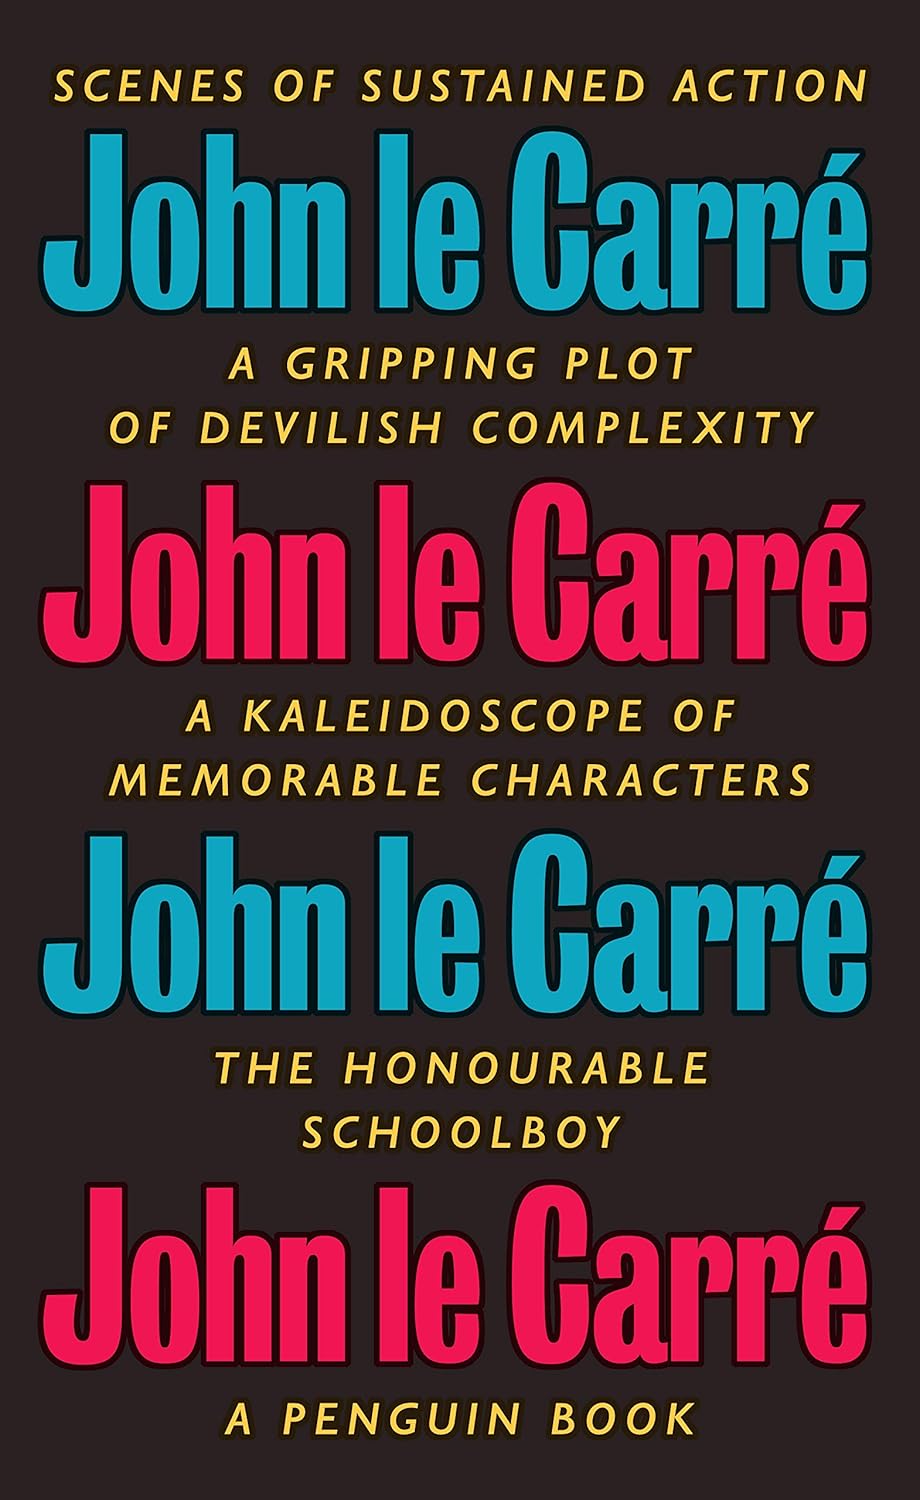 SCENES OF SUSTAINED ACTION
John le Carré
A GRIPPING PLOT
OF DEVILISH COMPLEXITY
John le Carré
A KALEIDOSCOPE OF
MEMORABLE CHARACTERS
John le Carré
THE HONOURABLE
SCHOOLBOY
John le Carré
A PENGUIN BOOK